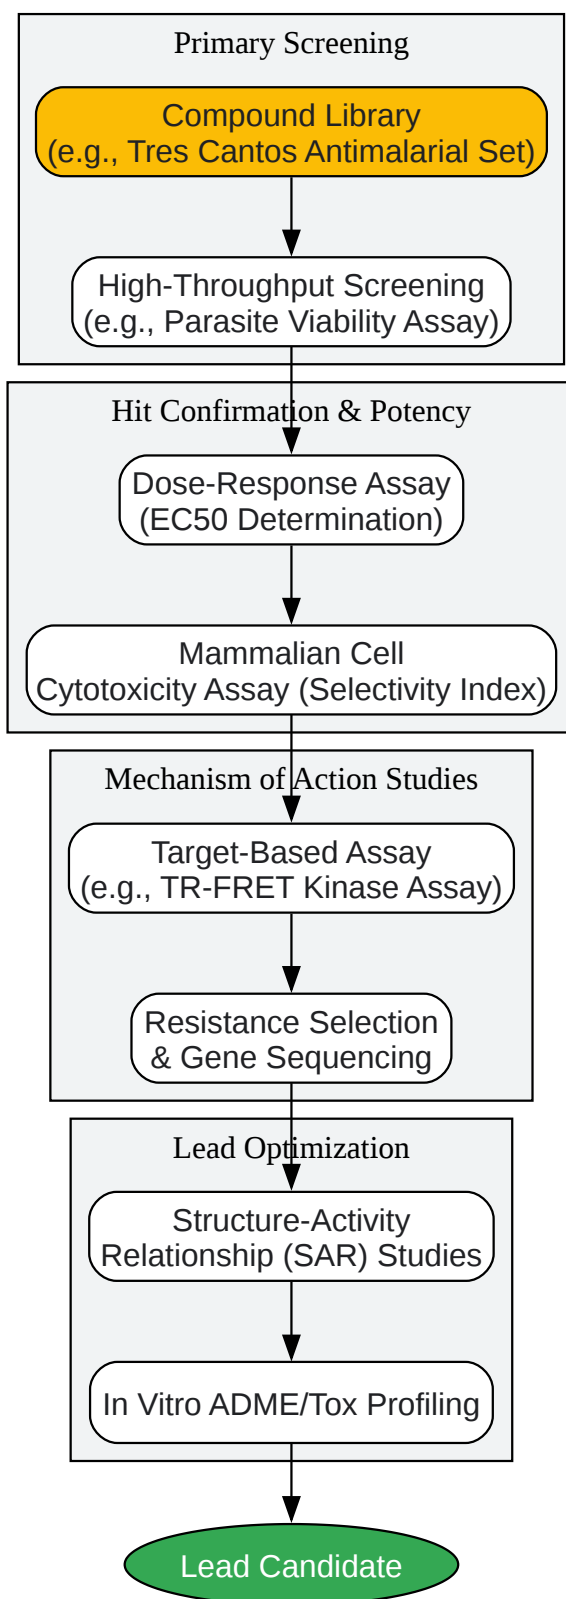 Primary Screening
Compound Library
(e.g., Tres Cantos Antimalarial Set)
High-Throughput Screening
(e.g., Parasite Viability Assay)
Hit Confirmation & Potency
Dose-Response Assay
(EC50 Determination)
Mammalian Cell
Cytotoxicity Assay (Selectivity Index)
Mechanism of Action Studies
Target-Based Assay
(e.g., TR-FRET Kinase Assay)
Resistance Selection
& Gene Sequencing
Lead Optimization
Structure-Activity
Relationship (SAR) Studies
In Vitro ADME/Tox Profiling
Lead Candidate